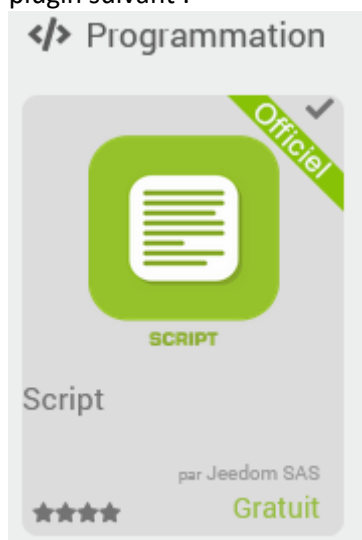 plugin suivant :
</> Programmation
Officiel
SCRIPT
Script
par Jeedom SAS
Gratuit